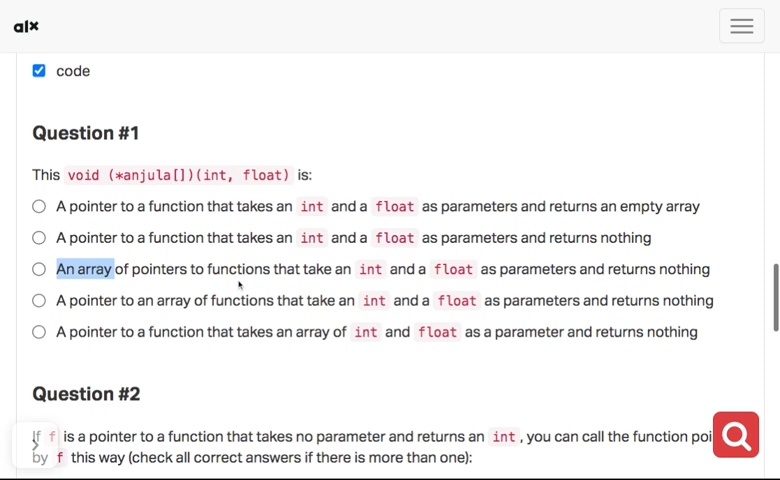 alx
code
Question #1
This void (*anjula[])(int, float) is:
A pointer to a function that takes an int and a float as parameters and returns an empty array
A pointer to a function that takes an int and a float as parameters and returns nothing
An array of pointers to functions that take an int and a float as parameters and returns nothing
A pointer to an array of functions that take an int and a float as parameters and returns nothing
A pointer to a function that takes an array of int and float as a parameter and returns nothing
Question #2
If f is a pointer to a function that takes no parameter and returns an int, you can call the function poi
by f this way (check all correct answers if there is more than one):